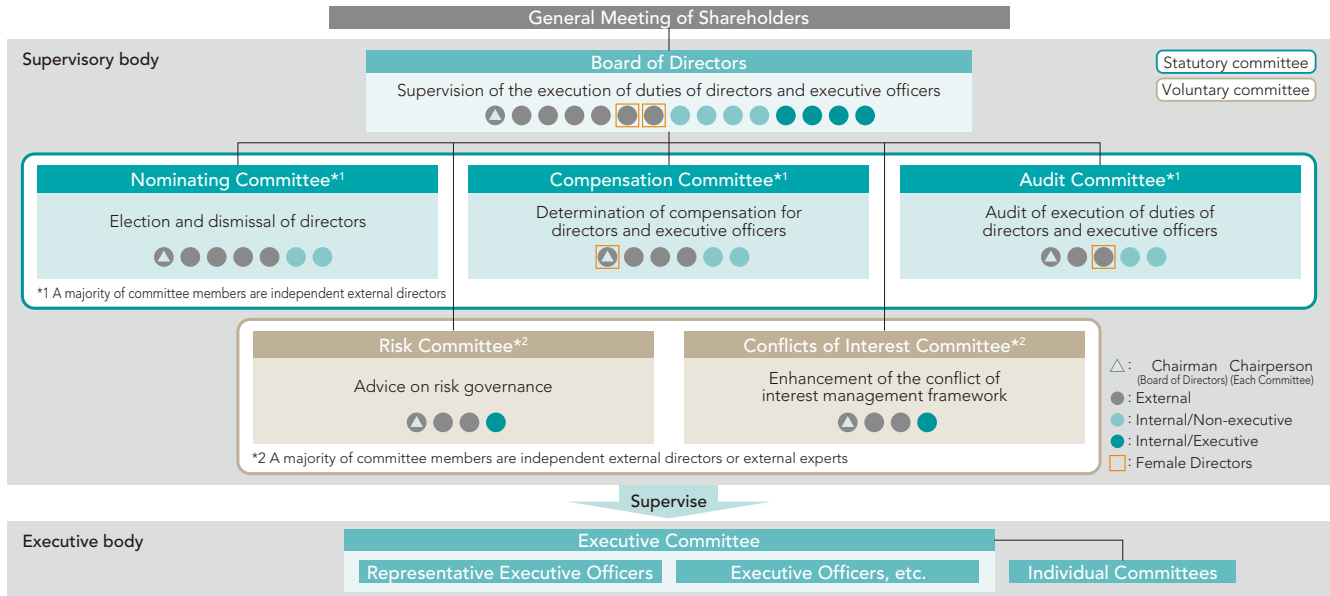 General Meeting of Shareholders
Supervisory body
Board of Directors
Supervision of the execution of duties of directors and executive officers
Statutory committee
Voluntary committee
Nominating Committee*1
Election and dismissal of directors
Compensation Committee*1
Determination of compensation for
directors and executive officers
Audit Committee*1
Audit of execution of duties of
directors and executive officers
*1 A majority of committee members are independent external directors
Risk Committee*2
Advice on risk governance
Conflicts of Interest Committee*2
Enhancement of the conflict of
interest management framework
*2 A majority of committee members are independent external directors or external experts
: Chairman Chairperson
(Board of Directors) (Each Committee)
: External
: Internal/Non-executive
: Internal/Executive
: Female Directors
Supervise
Executive body
Executive Committee
Representative Executive Officers
Executive Officers, etc.
Individual Committees